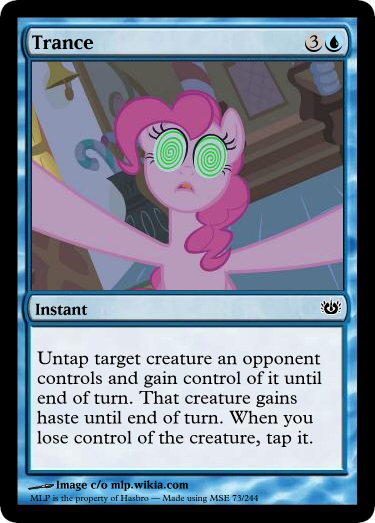 Trance 3
Instant
Untap target creature an opponent
controls and gain control of it until
end of turn. That creature gains
haste until end of turn. When you
lose control of the creature, tap it.
Image c/o mlp.wikia.com
MLP is the property of Hasbro — Made using MSE 73/244